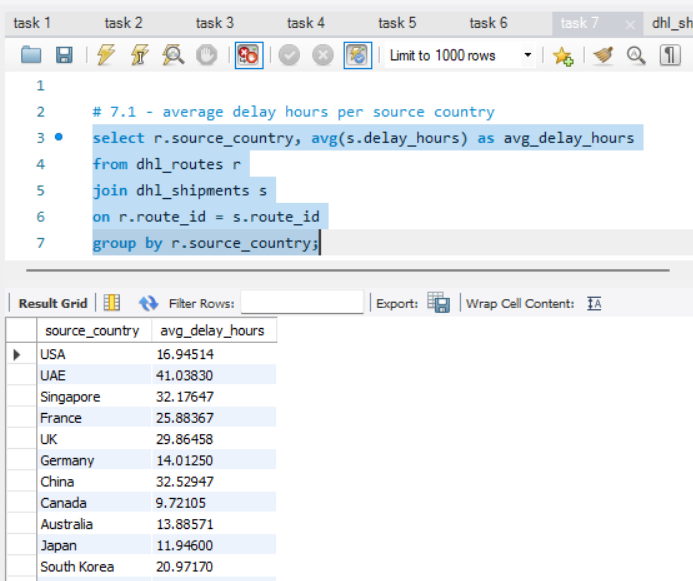 task 1 task 2 task 3 task 4 task 5 task 6 task 7 dhl_sh
Limit to 1000 rows
1
2 # 7.1 - average delay hours per source country
3 select r.source_country, avg(s.delay_hours) as avg_delay_hours
4 from dhl_routes r
5 join dhl_shipments s
6 on r.route_id = s.route_id
7 group by r.source_country;
Result Grid Filter Rows: Export: Wrap Cell Content: IA
source_country avg_delay_hours
USA 16.94514
UAE 41.03830
Singapore 32.17647
France 25.88367
UK 29.86458
Germany 14.01250
China 32.52947
Canada 9.72105
Australia 13.88571
Japan 11.94600
South Korea 20.97170